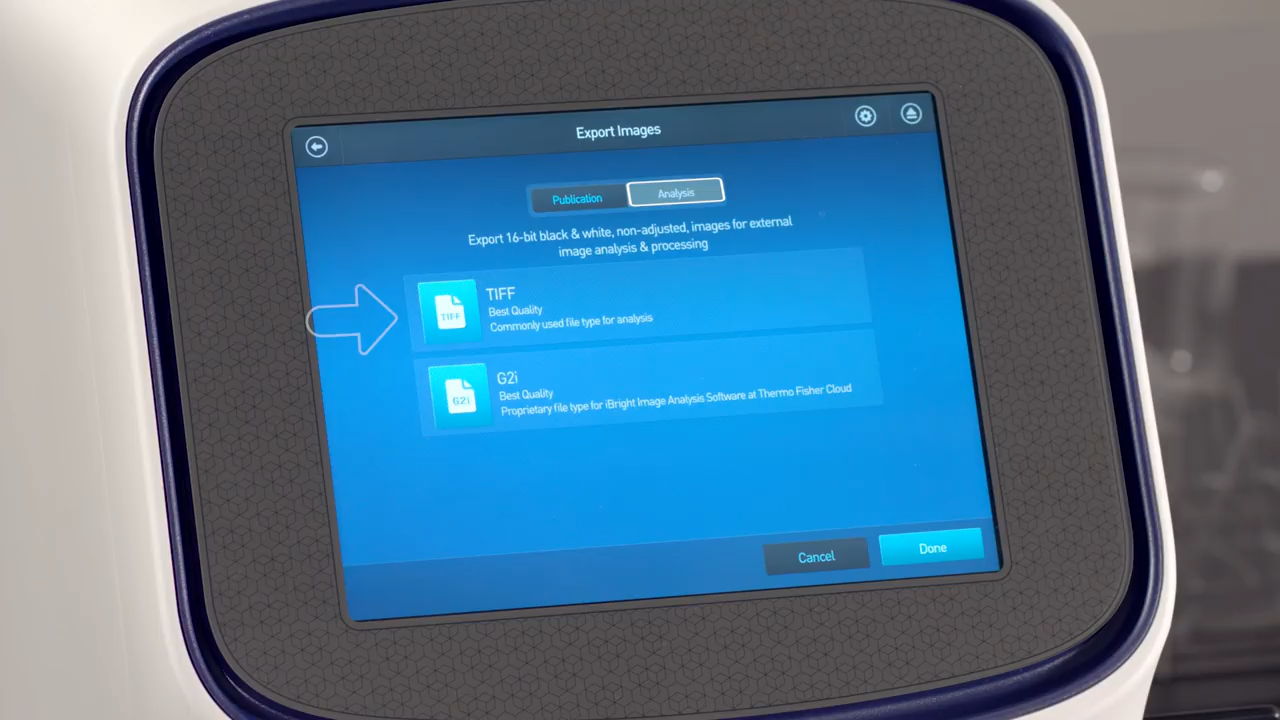 Export Images
Publication
Analysis
Export 16-bit black & white, non-adjusted, images for external
image analysis & processing
TIFF
TIFF
Best Quality
Commonly used file type for analysis
G2i
G2i
Best Quality
Proprietary file type for iBright Image Analysis Software at Thermo Fisher Cloud
Cancel
Done